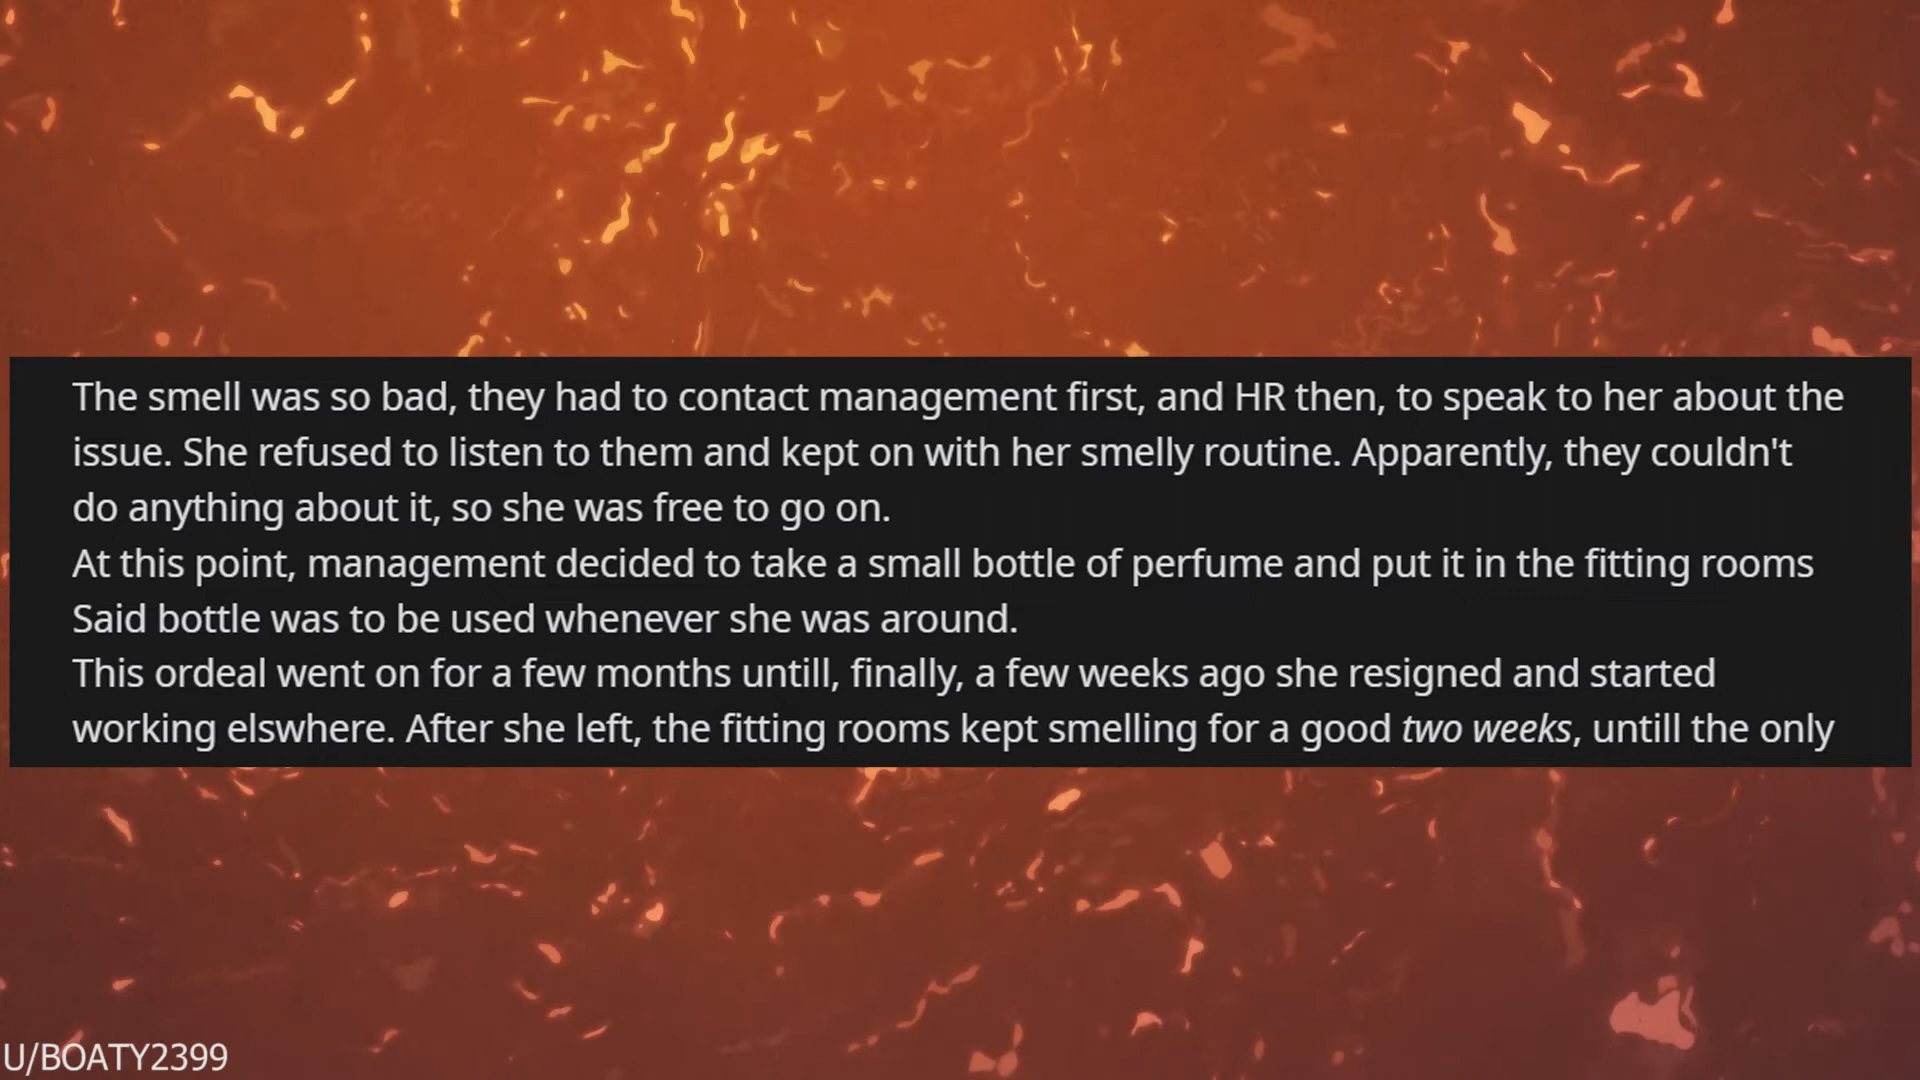 The smell was so bad, they had to contact management first, and HR then, to speak to her about the
issue. She refused to listen to them and kept on with her smelly routine. Apparently, they couldn't
do anything about it, so she was free to go on.
At this point, management decided to take a small bottle of perfume and put it in the fitting rooms
Said bottle was to be used whenever she was around.
This ordeal went on for a few months untill, finally, a few weeks ago she resigned and started
working elswhere. After she left, the fitting rooms kept smelling for a good two weeks, untill the only
U/BOATY2399